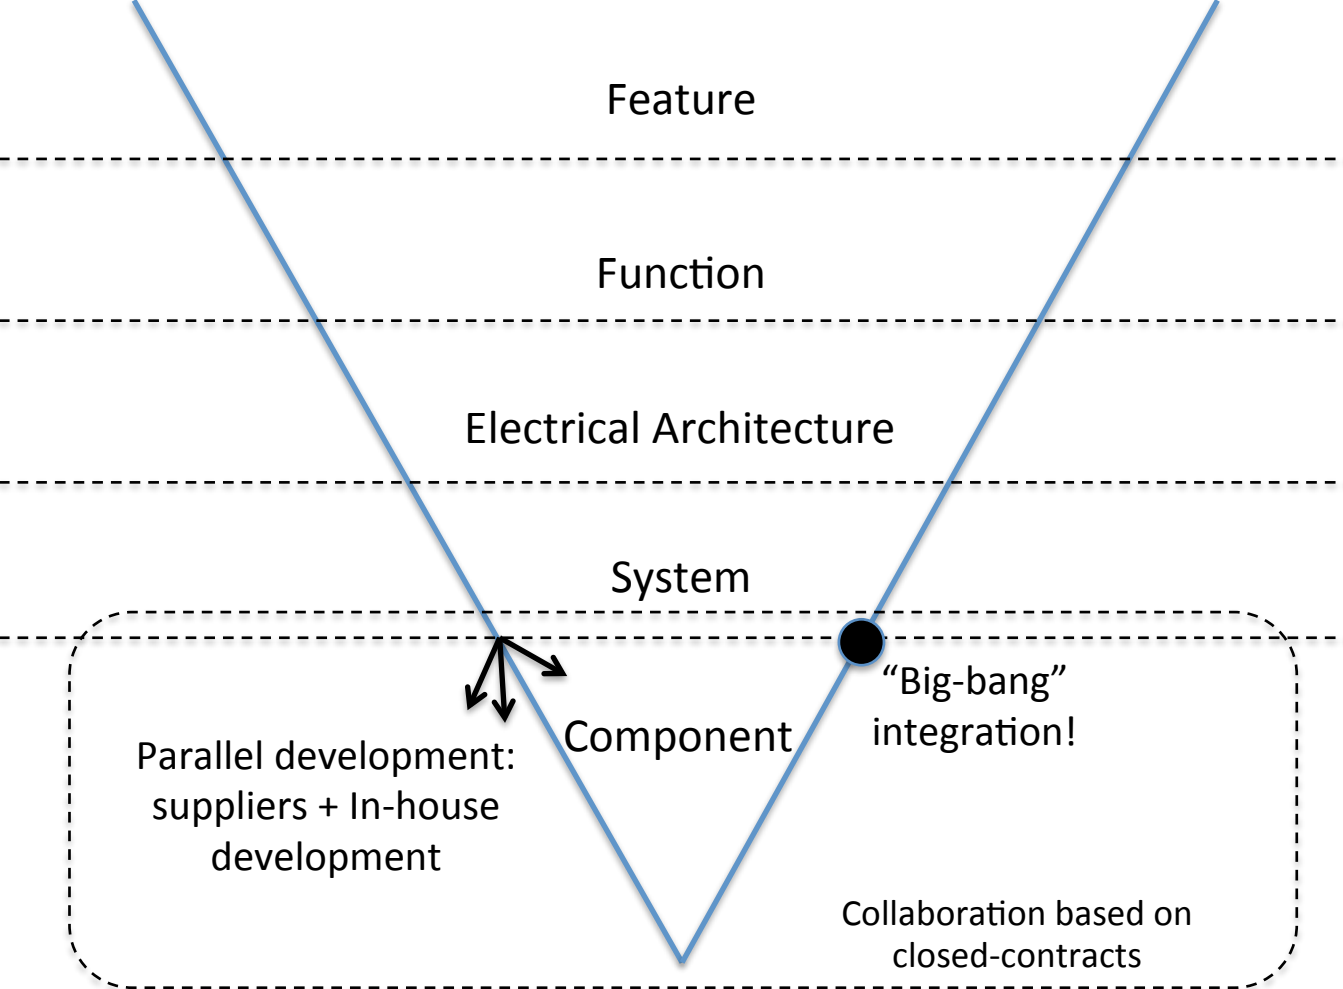 Feature
Function
Electrical Architecture
System
“Big-bang”
integration!
Component
Parallel development:
suppliers + In-house
development
Collaboration based on
closed-contracts